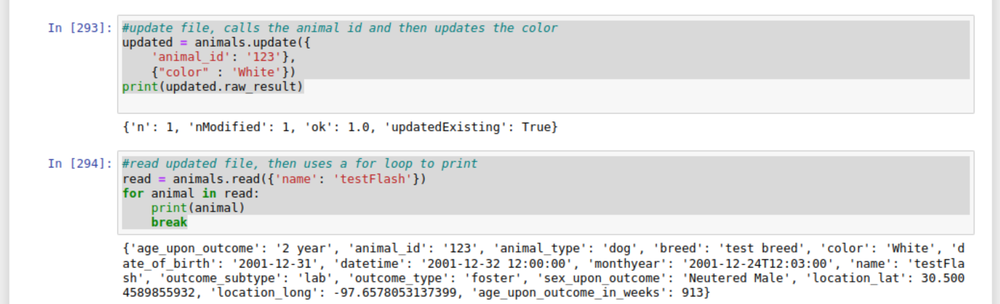 In [293]: #update file, calls the animal id and then updates the color
updated = animals.update({
    'animal_id': '123'},
    {"color" : 'White'})
print(updated.raw_result)
{'n': 1, 'nModified': 1, 'ok': 1.0, 'updatedExisting': True}
In [294]: #read updated file, then uses a for loop to print
read = animals.read({'name': 'testFlash'})
for animal in read:
    print(animal)
    break
{'age_upon_outcome': '2 year', 'animal_id': '123', 'animal_type': 'dog', 'breed': 'test breed', 'color': 'White', 'd
ate_of_birth': '2001-12-31', 'datetime': '2001-12-32 12:00:00', 'monthyear': '2001-12-24T12:03:00', 'name': 'testFla
sh', 'outcome_subtype': 'lab', 'outcome_type': 'foster', 'sex_upon_outcome': 'Neutered Male', 'location_lat': 30.500
4589855932, 'location_long': -97.6578053137399, 'age_upon_outcome_in_weeks': 913}